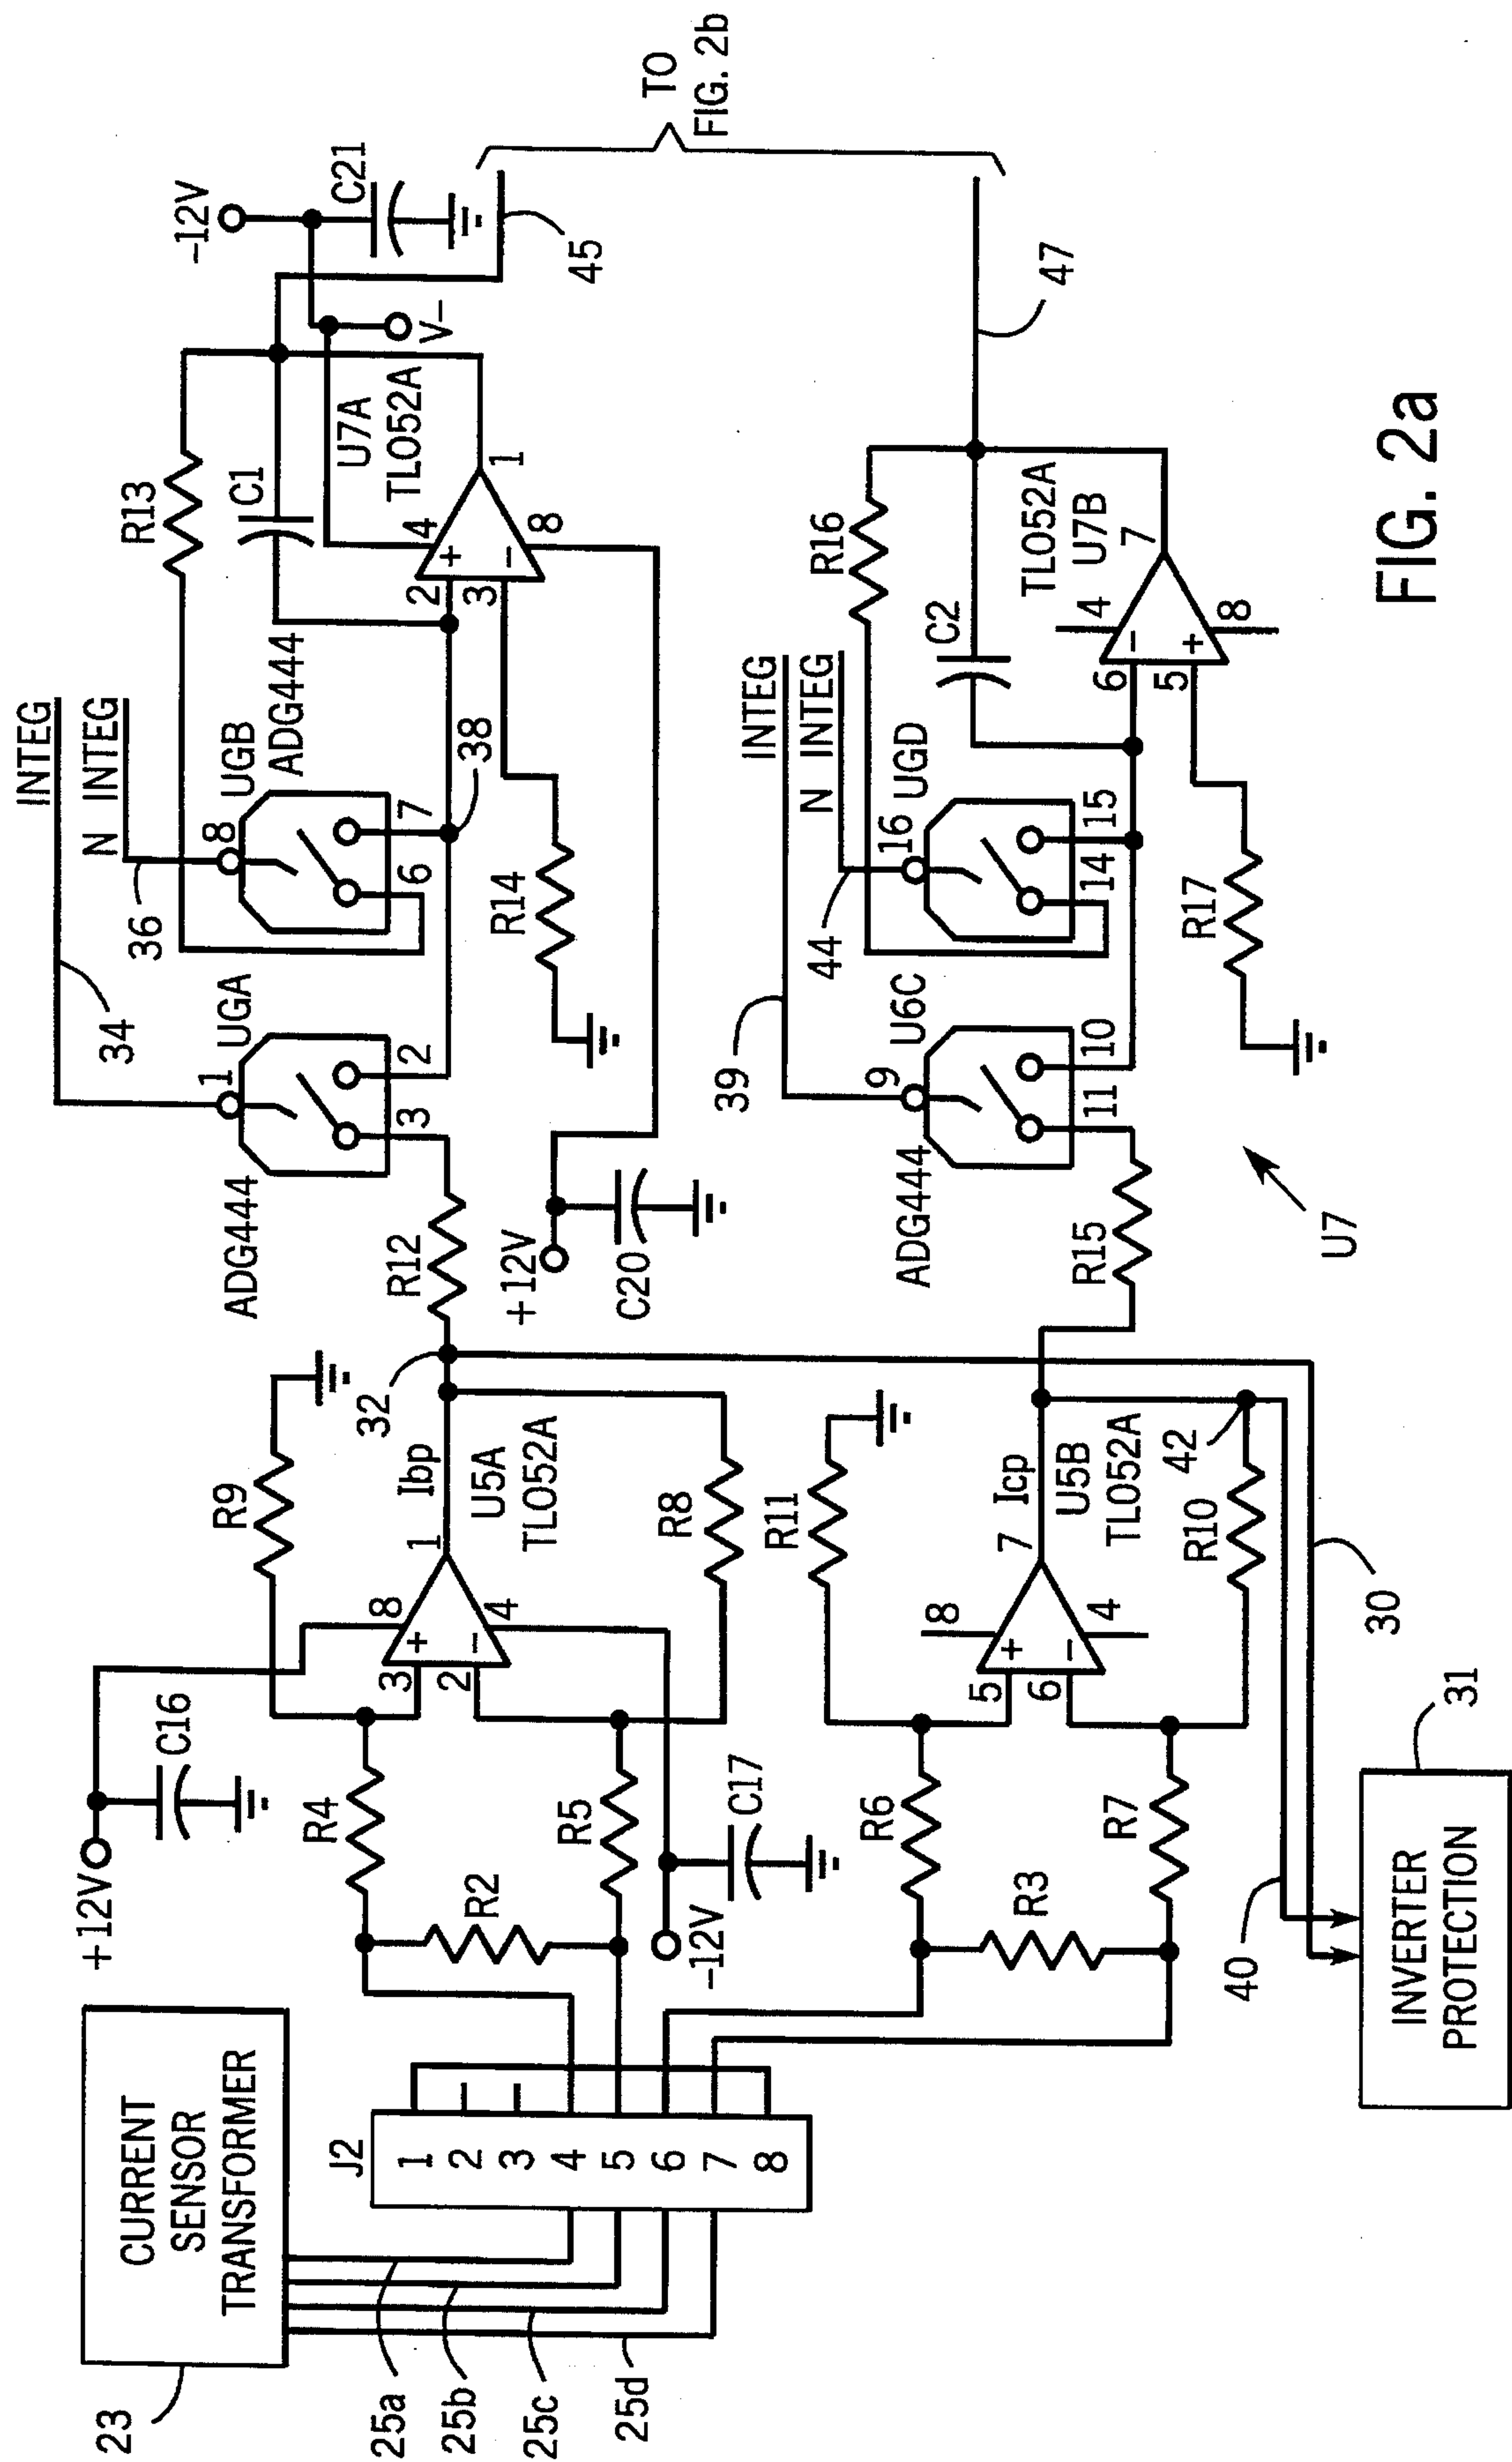 CURRENT
SENSOR
TRANSFORMER
23
25a
25b
25c
25d
J2
1
2
3
4
5
6
7
8
+12V
C16
R9
R4
R2
R5
3
2
+
−
8
4
1
Ibp
U5A
TLO52A
R8
−12V
C17
32
R6
R3
R7
R11
5
6
+
−
8
4
7
Icp
U5B
TLO52A
R10
42
40
30
INVERTER
PROTECTION
31
INTEG
34
N INTEG
36
R12
ADG444
UGA
1
3
2
UGB
ADG444
8
6
7
38
R13
C1
R14
+12V
C20
2
3
+
−
4
8
1
U7A
TLO52A
V−
−12V
C21
45
TO
FIG. 2b
INTEG
39
N INTEG
44
R15
ADG444
U6C
9
11
10
UGD
16
14
15
R16
C2
R17
6
5
−
+
4
8
7
TLO52A
U7B
47
U7
FIG. 2a